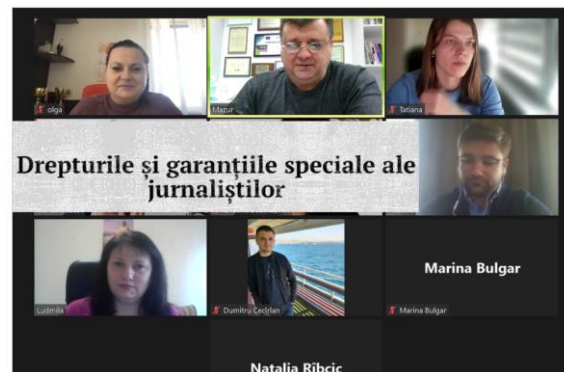 olga
Mazur
Tatiana
Drepturile și garanțiile speciale ale
jurnaliștilor
Ludmila
Dumitru Cecîrlan
Marina Bulgar
Marina Bulgar
Natalia Ribcic